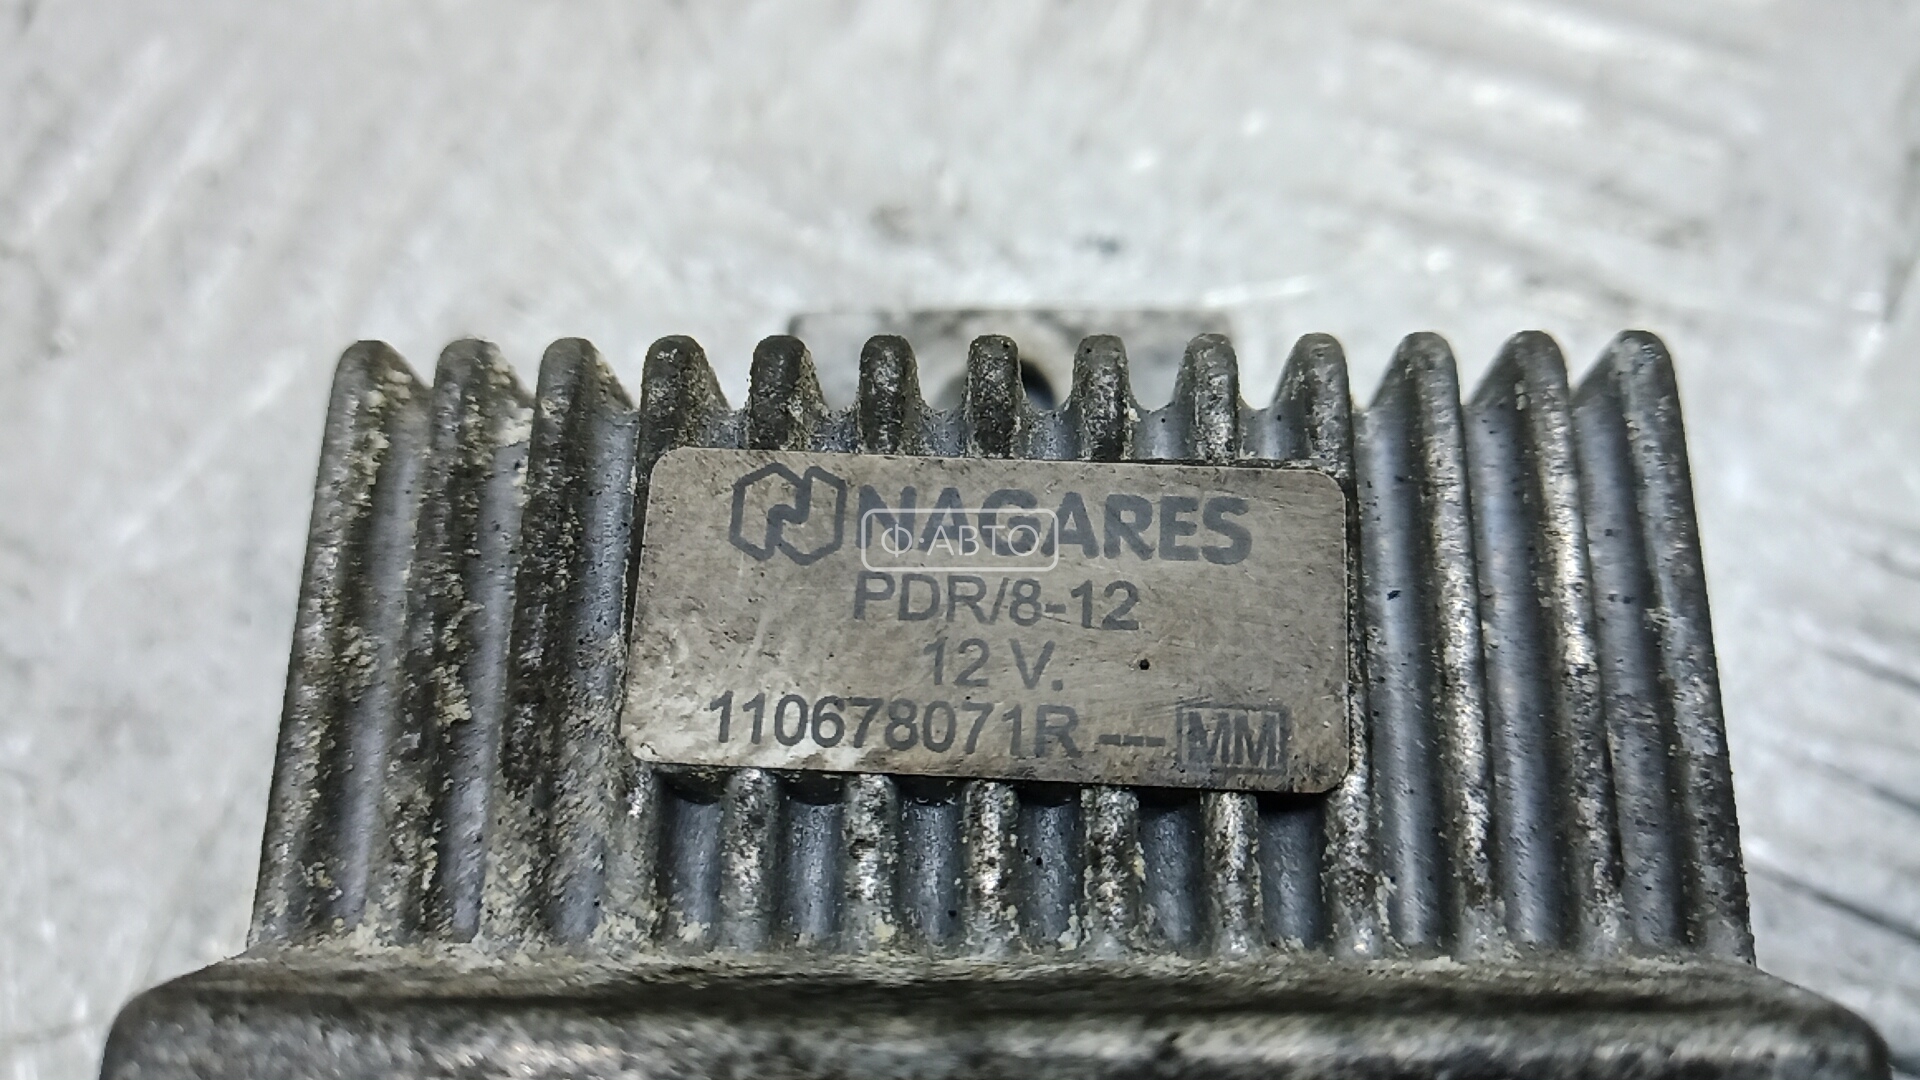 NAGARES
Ф-АВТО
PDR/8-12
12 V.
110678071R --- MM